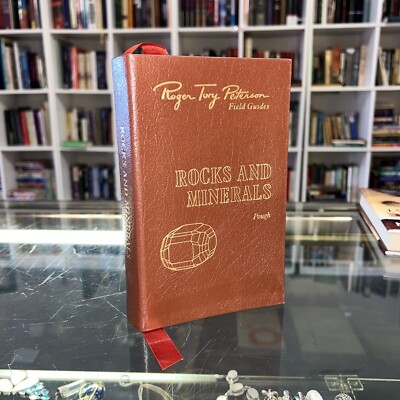 Roger Tory Peterson
Field Guides
ROCKS AND
MINERALS
Pough
ROCKS AND MINERALS